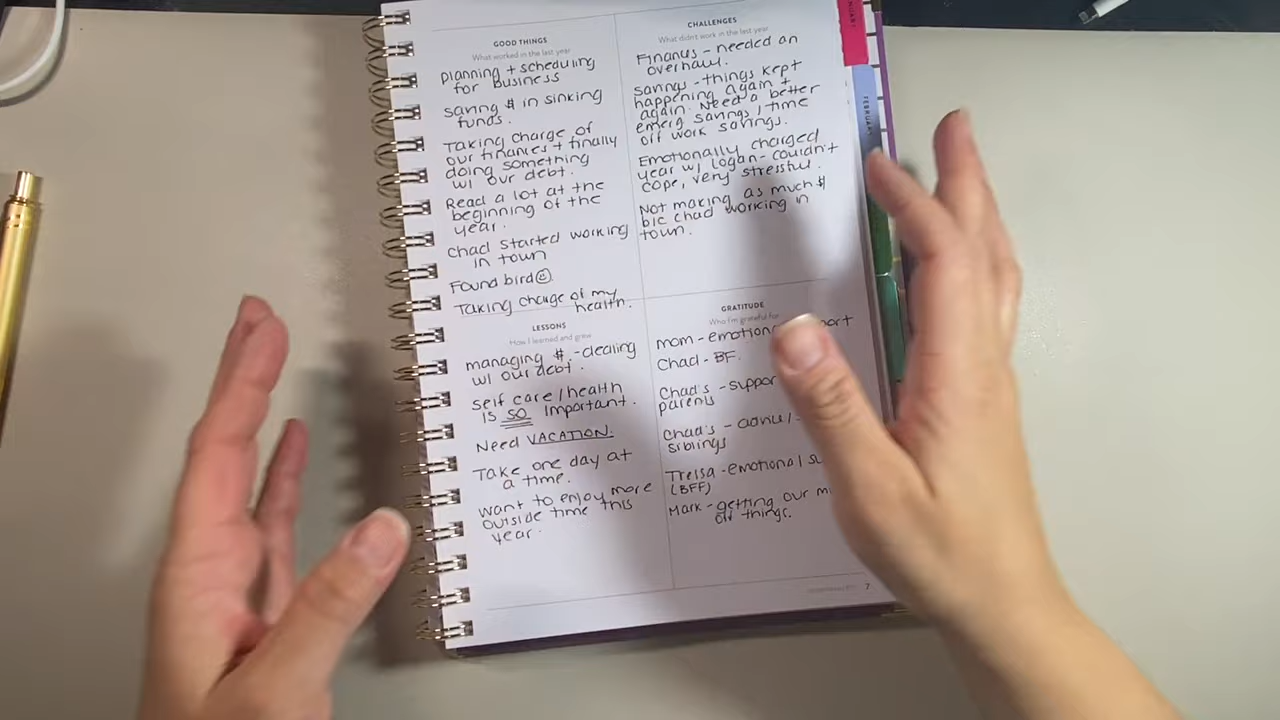 GOOD THINGS
What worked in the last year
planning + scheduling
for business
saving $ in sinking
funds.
Taking charge of
our finances + finally
doing something
w/ our debt.
Read a lot at the
beginning of the
year.
Chad started working
in town
Found bird☺
Taking charge of my
health.
CHALLENGES
What didn't work in the last year
Finances - needed an
overhaul.
savings - things kept
happening again +
again. Need a better
emerg savings / time
off work savings.
Emotionally charged
year w/ Logan - couldn't
cope, very stressful.
Not making as much $
b/c Chad working in
town.
LESSONS
How I learned and grew
managing $ - dealing
w/ our debt.
self care / health
is so important.
Need VACATION.
Take one day at
a time.
want to enjoy more
outside time this
year.
GRATITUDE
Who I'm grateful for
mom -
Chad - BF.
Chad's -
parents
Chad's -
siblings
Treisa - emotional
(BFF)
Mark - getting our
off things.
7
JANUARY
FEBRUARY